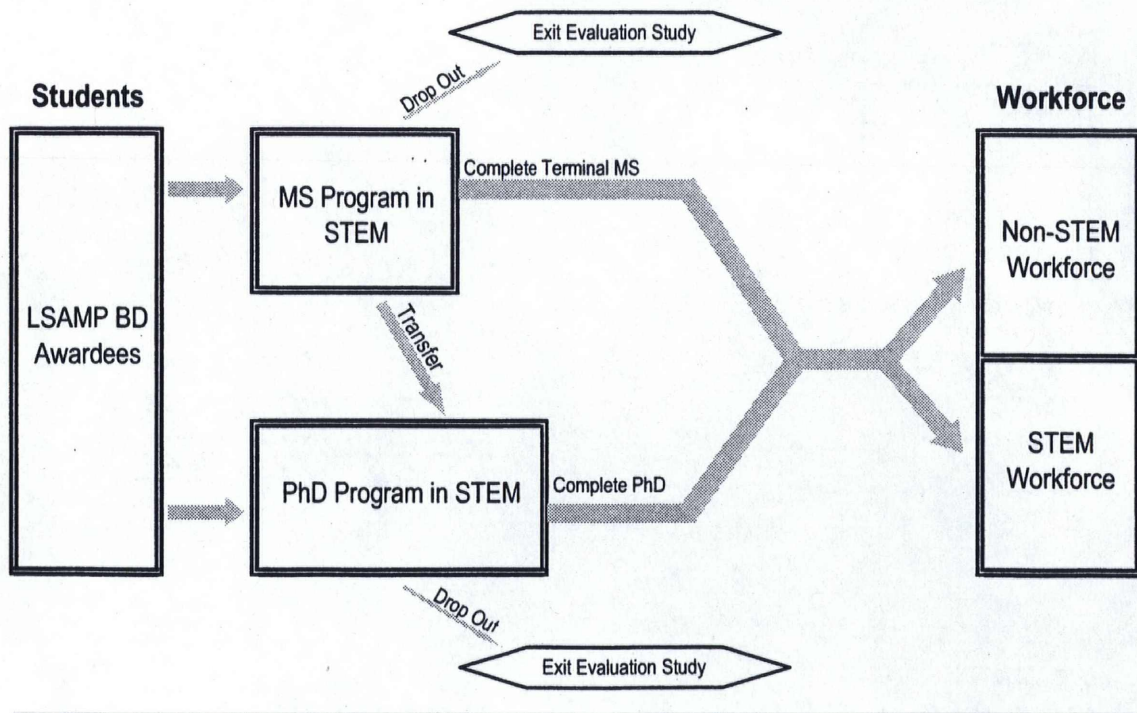 Exit Evaluation Study
Drop Out
Students
Workforce
LSAMP BD
Awardees
MS Program in
STEM
Complete Terminal MS
Transfer
PhD Program in STEM
Complete PhD
Non-STEM
Workforce
STEM
Workforce
Drop Out
Exit Evaluation Study